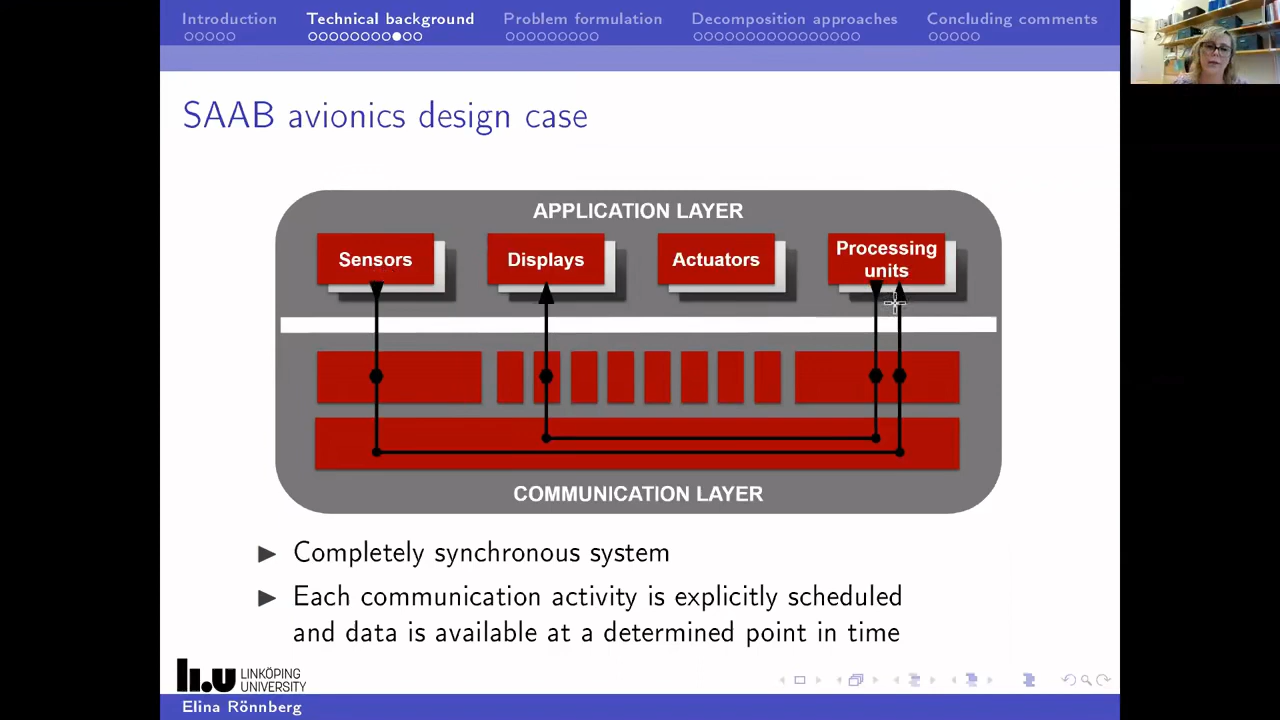 Introduction Technical background Problem formulation Decomposition approaches Concluding comments
SAAB avionics design case
APPLICATION LAYER
Sensors Displays Actuators Processing units
COMMUNICATION LAYER
Completely synchronous system
Each communication activity is explicitly scheduled
and data is available at a determined point in time
li.u LINKÖPING
UNIVERSITY
Elina Rönnberg